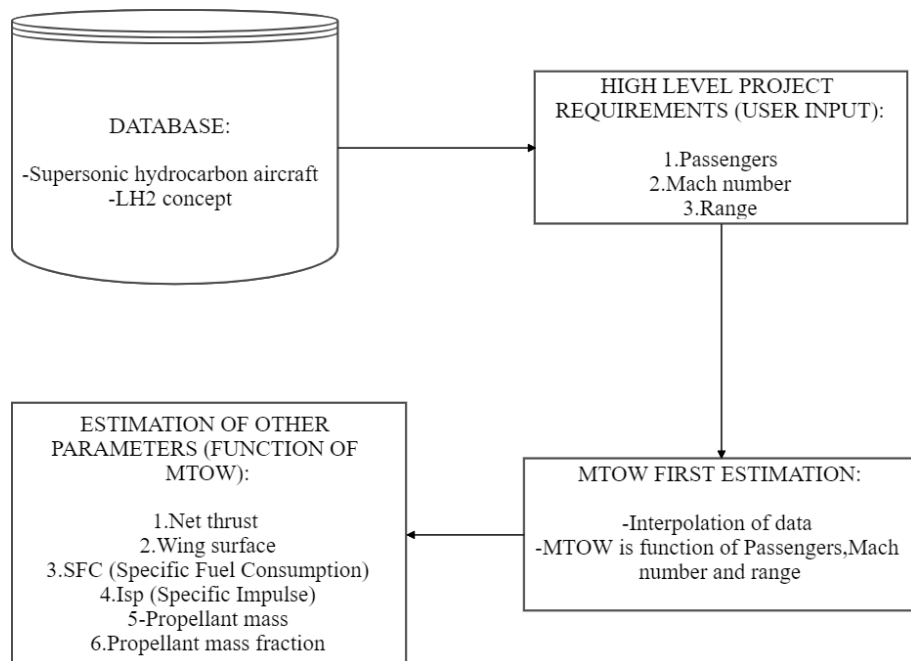 DATABASE:
-Supersonic hydrocarbon aircraft
-LH2 concept
HIGH LEVEL PROJECT
REQUIREMENTS (USER INPUT):
1.Passengers
2.Mach number
3.Range
MTOW FIRST ESTIMATION:
-Interpolation of data
-MTOW is function of Passengers,Mach
number and range
ESTIMATION OF OTHER
PARAMETERS (FUNCTION OF
MTOW):
1.Net thrust
2.Wing surface
3.SFC (Specific Fuel Consumption)
4.Isp (Specific Impulse)
5-Propellant mass
6.Propellant mass fraction